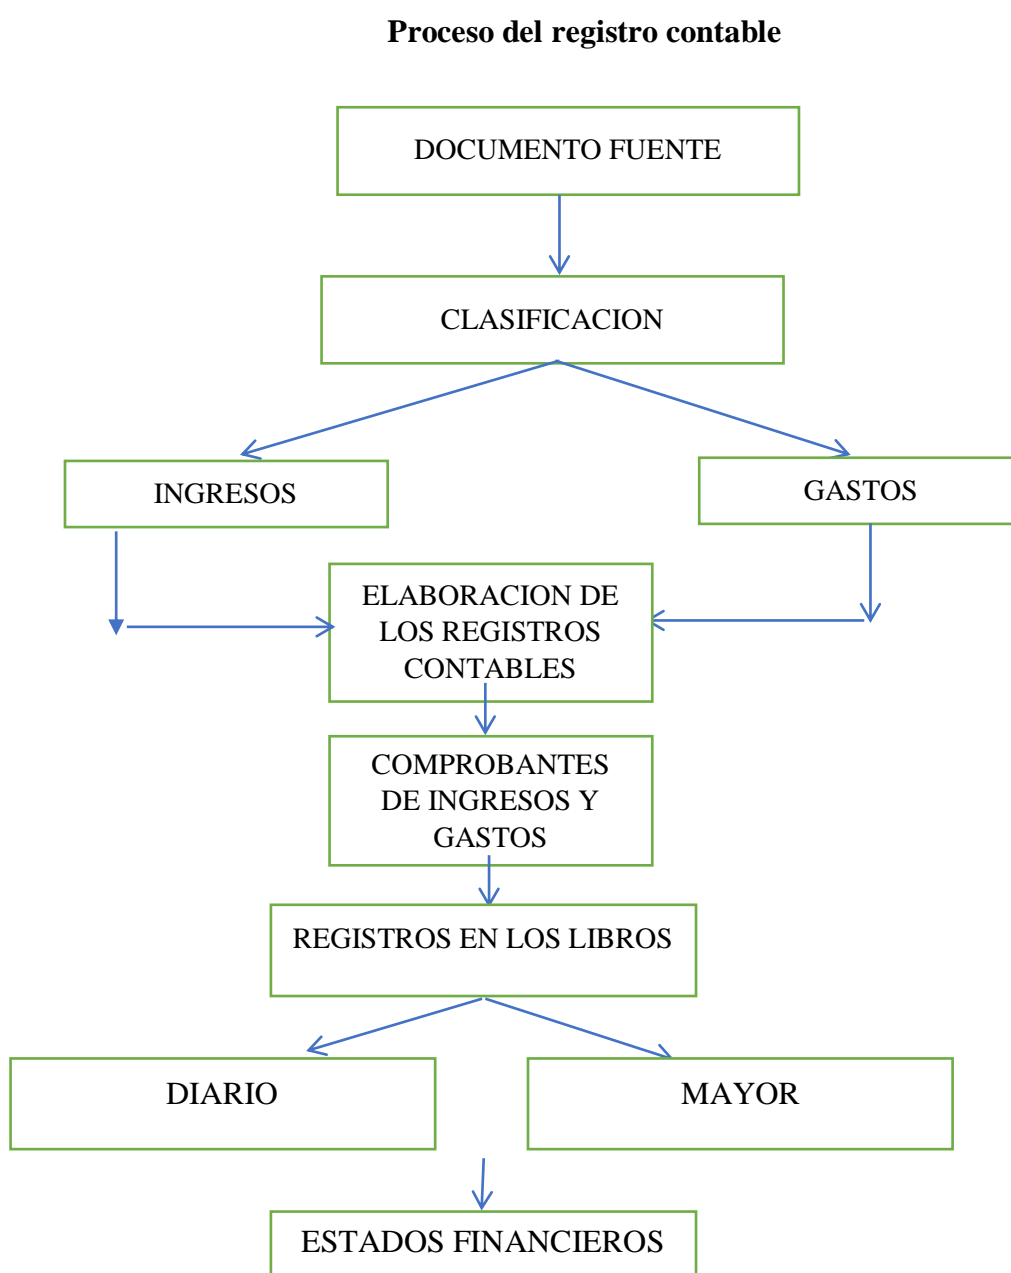 Proceso del registro contable
DOCUMENTO FUENTE
CLASIFICACION
INGRESOS
GASTOS
ELABORACION DE
LOS REGISTROS
CONTABLES
COMPROBANTES
DE INGRESOS Y
GASTOS
REGISTROS EN LOS LIBROS
DIARIO
MAYOR
ESTADOS FINANCIEROS